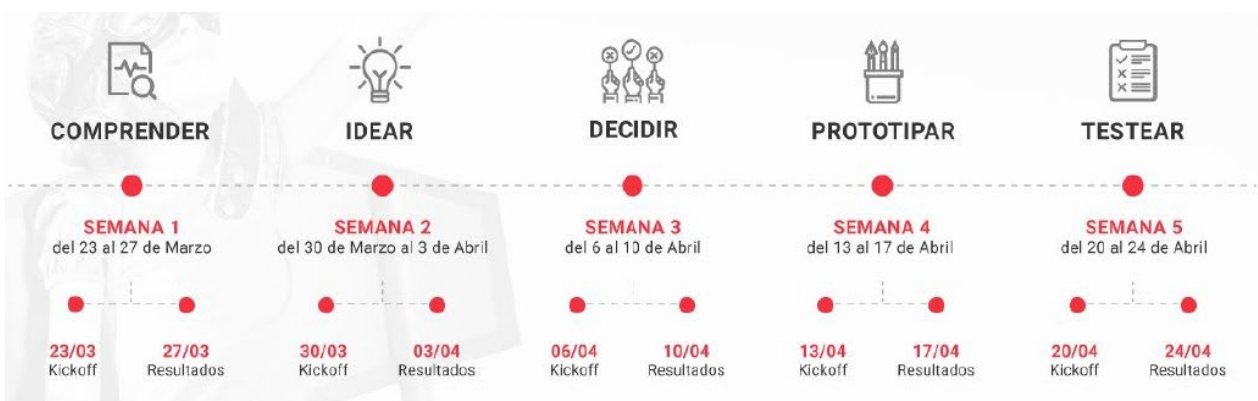 COMPRENDER
IDEAR
DECIDIR
PROTOTIPAR
TESTEAR
SEMANA 1
del 23 al 27 de Marzo
SEMANA 2
del 30 de Marzo al 3 de Abril
SEMANA 3
del 6 al 10 de Abril
SEMANA 4
del 13 al 17 de Abril
SEMANA 5
del 20 al 24 de Abril
23/03
Kickoff
27/03
Resultados
30/03
Kickoff
03/04
Resultados
06/04
Kickoff
10/04
Resultados
13/04
Kickoff
17/04
Resultados
20/04
Kickoff
24/04
Resultados